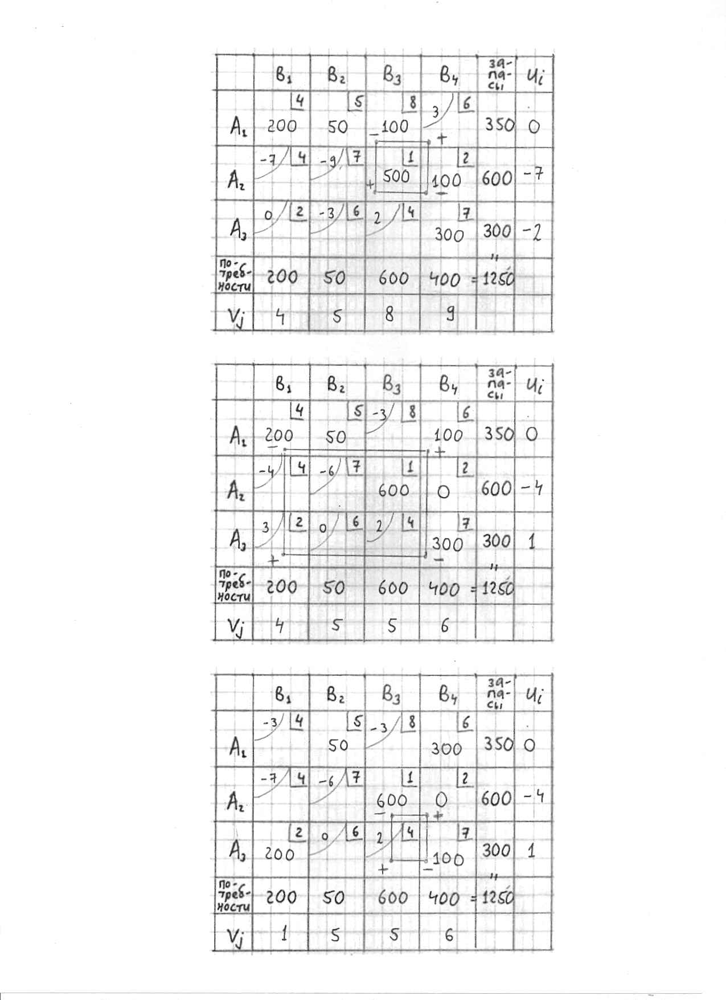 B₁ B₂ B₃ B₄ за-па-сы uᵢ
4 5 8 3 6
A₁ 200 50 -100 + 350 0
-7 4 -9 7 1 2
A₂ + 500 100 - 600 -7
0 2 -3 6 2 4 7
A₃ 300 300 -2
"
по-треб-ности 200 50 600 400 = 1250
Vj 4 5 8 9
B₁ B₂ B₃ B₄ за-па-сы uᵢ
4 5 -3 8 6
A₁ 200 - 50 100 + 350 0
-4 4 -6 7 1 2
A₂ 600 0 600 -4
3 2 0 6 2 4 7
A₃ + 300 - 300 1
"
по-треб-ности 200 50 600 400 = 1250
Vj 4 5 5 6
B₁ B₂ B₃ B₄ за-па-сы uᵢ
-3 4 5 -3 8 6
A₁ 50 300 350 0
-7 4 -6 7 1 2
A₂ 600 - 0 + 600 -4
2 0 6 2 4 7
A₃ 200 + -100 300 1
"
по-треб-ности 200 50 600 400 = 1250
Vj 1 5 5 6